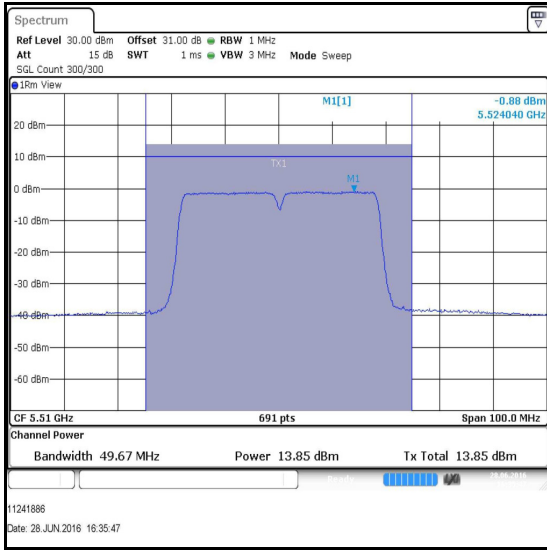 Spectrum
Ref Level 30.00 dBm Offset 31.00 dB RBW 1 MHz
Att 15 dB SWT 1 ms VBW 3 MHz Mode Sweep
SGL Count 300/300
1Rm View
M1[1] -0.88 dBm
5.524040 GHz
20 dBm
10 dBm
TX1
M1
0 dBm
-10 dBm
-20 dBm
-30 dBm
-40 dBm
-50 dBm
-60 dBm
CF 5.51 GHz 691 pts Span 100.0 MHz
Channel Power
Bandwidth 49.67 MHz Power 13.85 dBm Tx Total 13.85 dBm
Ready 28.06.2016
11241886
Date: 28.JUN.2016 16:35:47